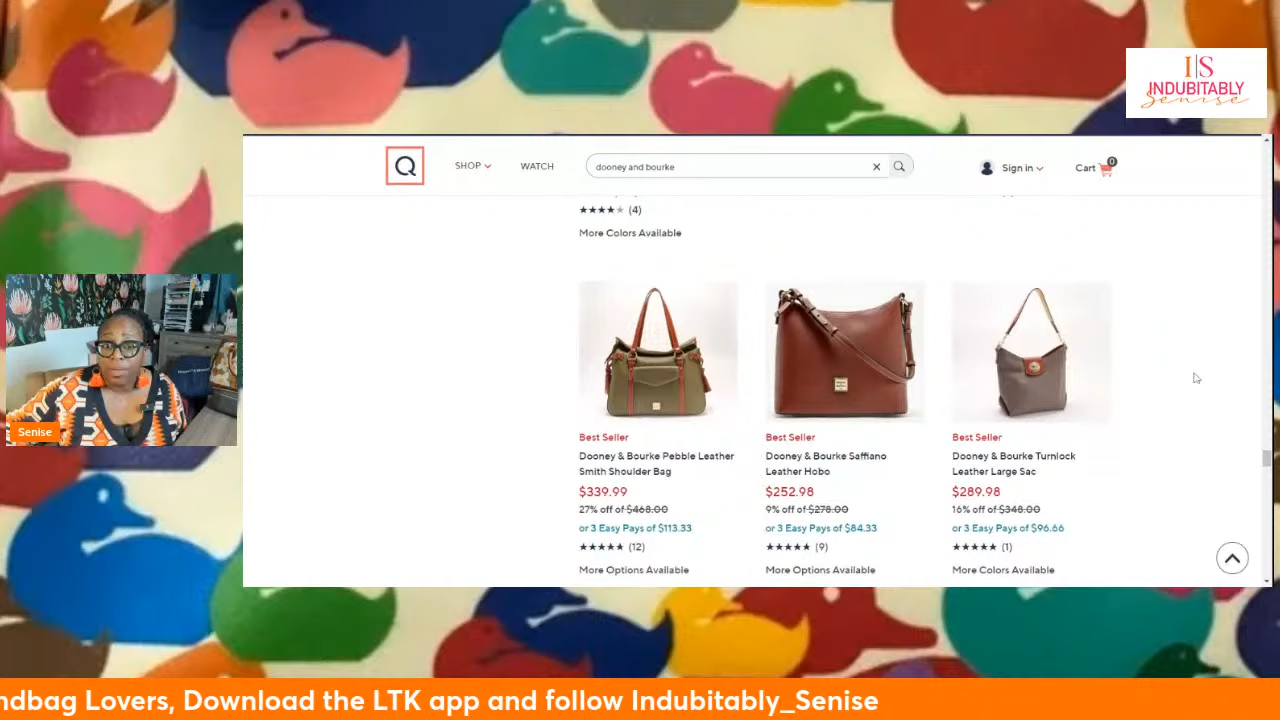 I|S
INDUBITABLY
Senise
Q
SHOP
WATCH
dooney and bourke
Sign in
Cart
0
★★★★★ (4)
More Colors Available
Best Seller
Dooney & Bourke Pebble Leather
Smith Shoulder Bag
$339.99
27% off of $468.00
or 3 Easy Pays of $113.33
★★★★★ (12)
More Options Available
Best Seller
Dooney & Bourke Saffiano
Leather Hobo
$252.98
9% off of $278.00
or 3 Easy Pays of $84.33
★★★★★ (9)
More Options Available
Best Seller
Dooney & Bourke Turnlock
Leather Large Sac
$289.98
16% off of $348.00
or 3 Easy Pays of $96.66
★★★★★ (1)
More Colors Available
Senise
ndbag Lovers, Download the LTK app and follow Indubitably_Senise